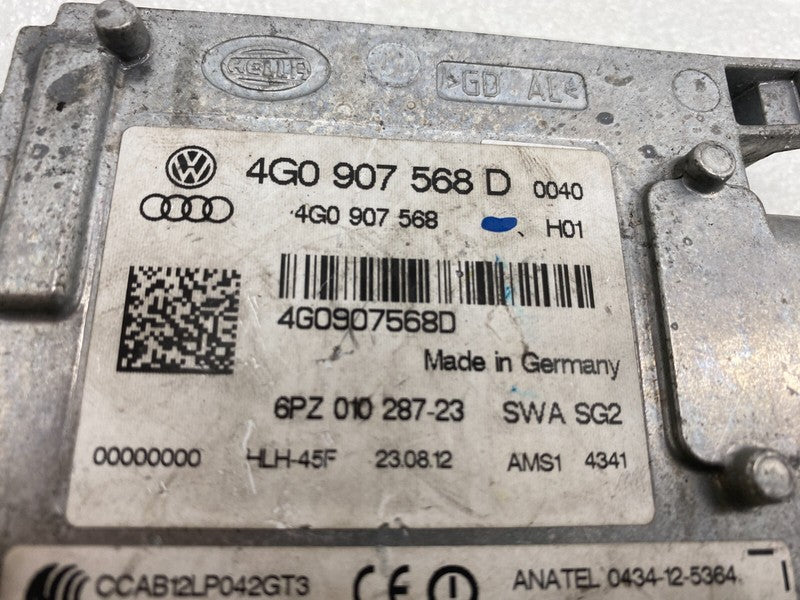 HELLA
>GD AL<
4G0 907 568 D 0040
4G0 907 568 H01
4G0907568D
Made in Germany
6PZ 010 287-23 SWA SG2
00000000 HLH-45F 23.08.12 AMS1 4341
CCAB12LP042GT3 CE ANATEL 0434-12-5364